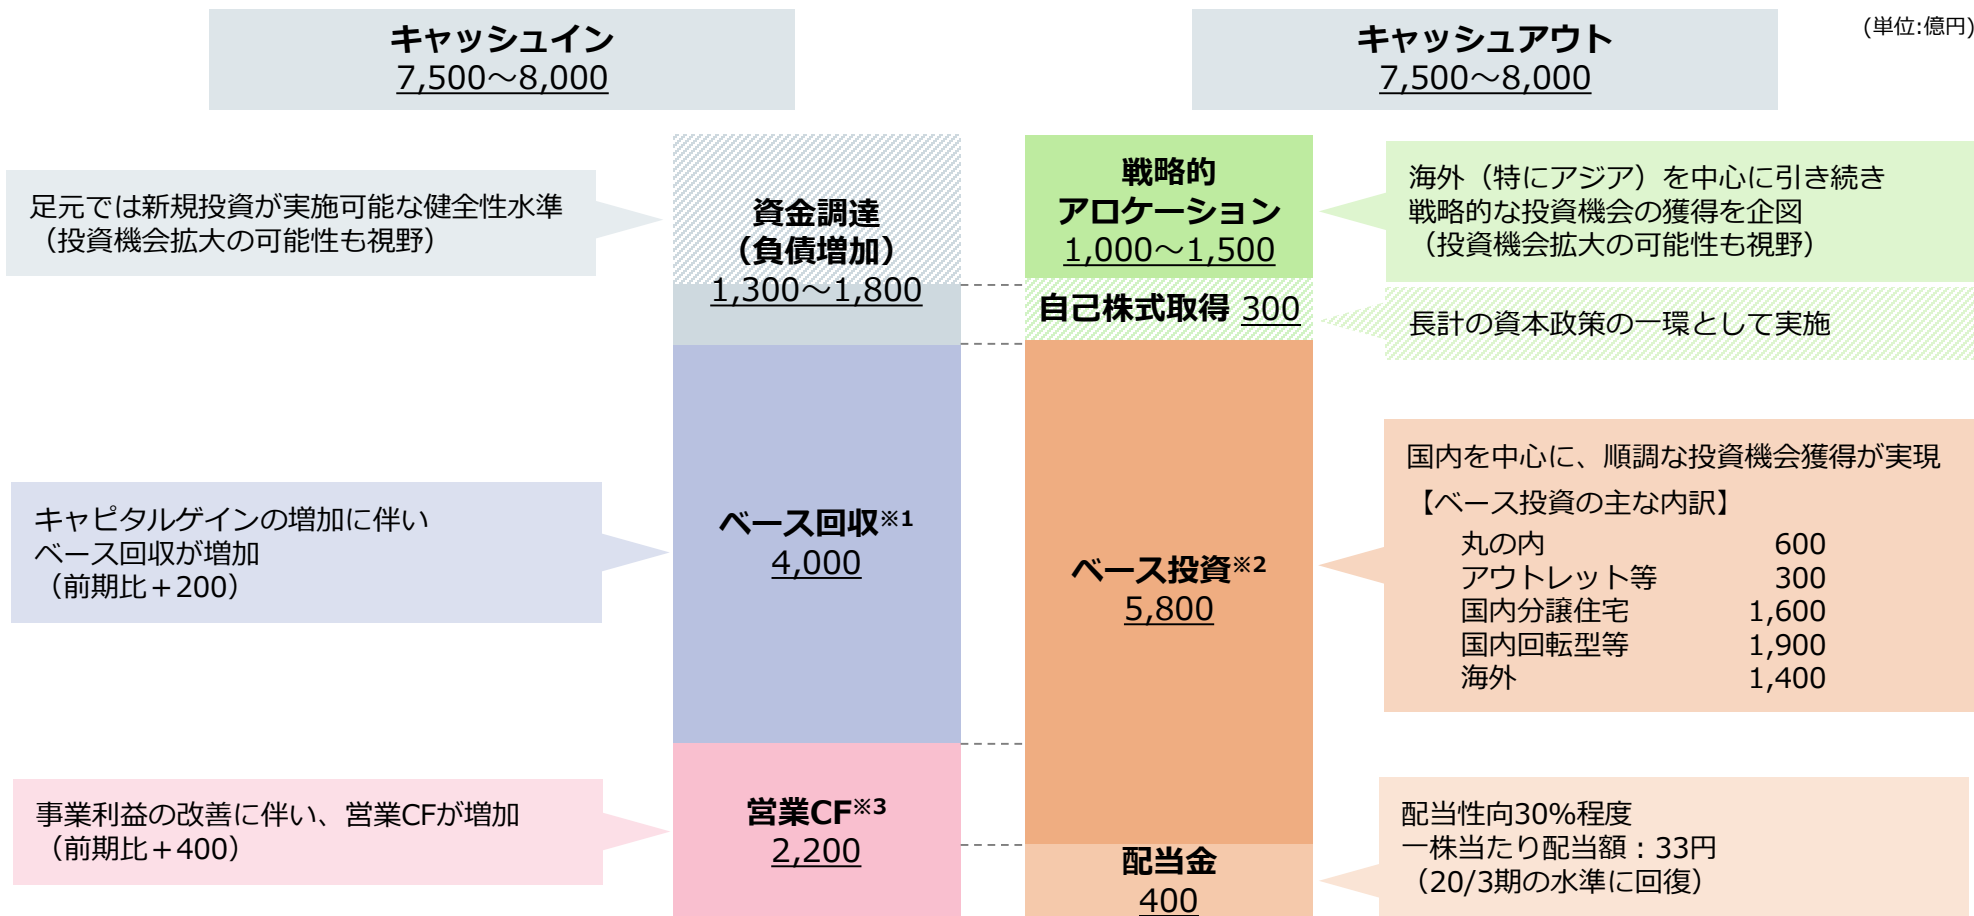 キャッシュイン
7,500～8,000
キャッシュアウト
7,500～8,000
(単位:億円)
足元では新規投資が実施可能な健全性水準
（投資機会拡大の可能性も視野）
資金調達
（負債増加）
1,300～1,800
キャピタルゲインの増加に伴い
ベース回収が増加
（前期比＋200）
ベース回収※1
4,000
事業利益の改善に伴い、営業CFが増加
（前期比＋400）
営業CF※3
2,200
戦略的
アロケーション
1,000～1,500
海外（特にアジア）を中心に引き続き
戦略的な投資機会の獲得を企図
（投資機会拡大の可能性も視野）
自己株式取得 300
長計の資本政策の一環として実施
ベース投資※2
5,800
国内を中心に、順調な投資機会獲得が実現
【ベース投資の主な内訳】
丸の内 600
アウトレット等 300
国内分譲住宅 1,600
国内回転型等 1,900
海外 1,400
配当金
400
配当性向30%程度
一株当たり配当額：33円
（20/3期の水準に回復）